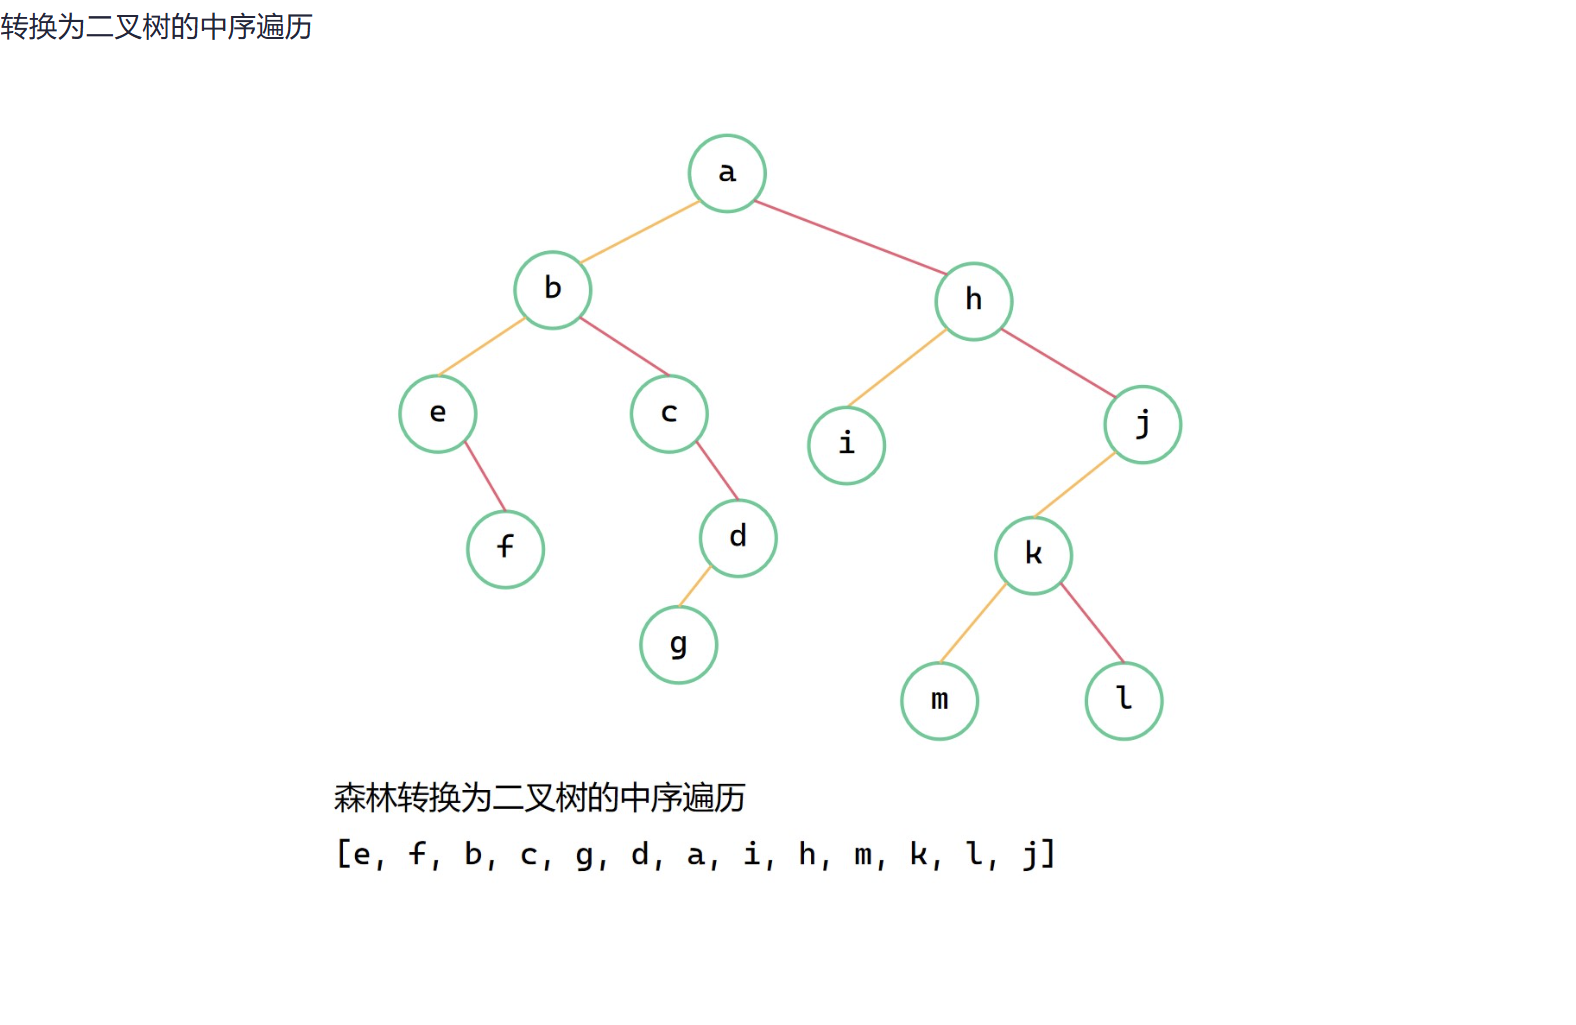 转换为二叉树的中序遍历
a
b
h
e
c
i
j
f
d
k
g
m
l
森林转换为二叉树的中序遍历
[e, f, b, c, g, d, a, i, h, m, k, l, j]